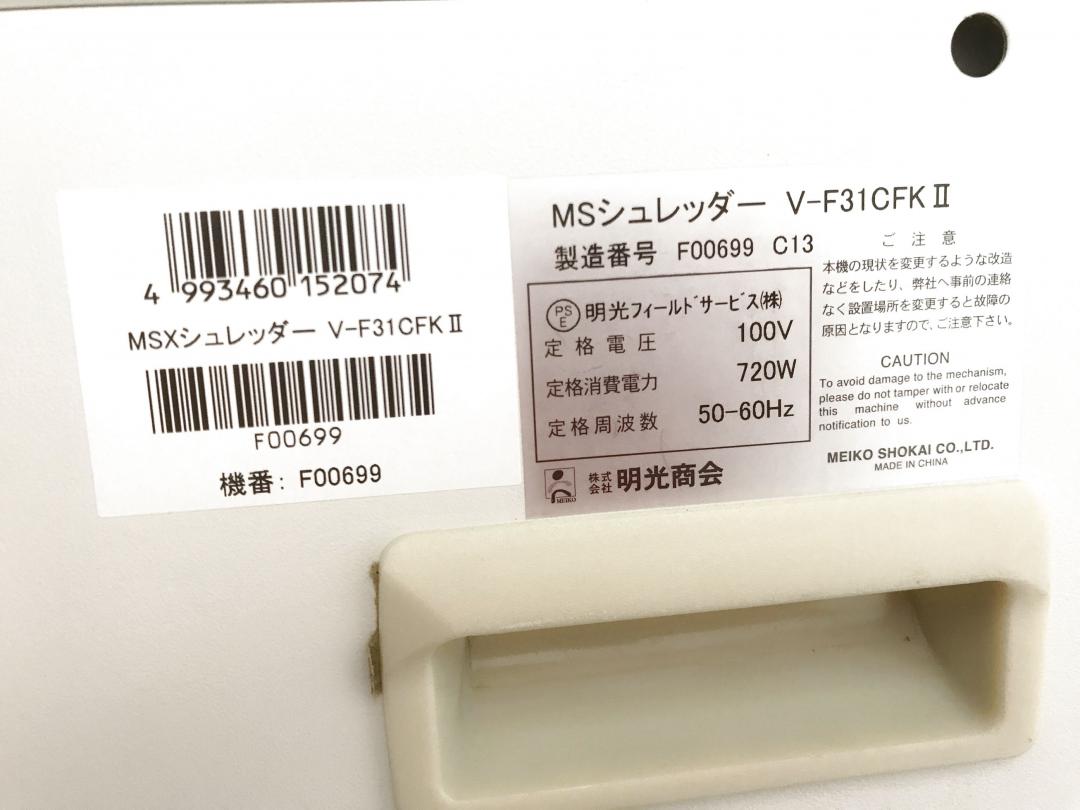 4 993460 152074
MSXシュレッダー V-F31CFKⅡ
F00699
機番: F00699
MSシュレッダー V-F31CFKⅡ
製造番号 F00699 C13
PS
E
明光フィールドサービス㈱
定格電圧 100V
定格消費電力 720W
定格周波数 50-60Hz
MEIKO
株式
会社
明光商会
ご注意
本機の現状を変更するような改造
などをしたり、弊社へ事前の連絡
なく設置場所を変更すると故障の
原因となりますので、ご注意下さい。
CAUTION
To avoid damage to the mechanism,
please do not tamper with or relocate
this machine without advance
notification to us.
MEIKO SHOKAI CO.,LTD.
MADE IN CHINA